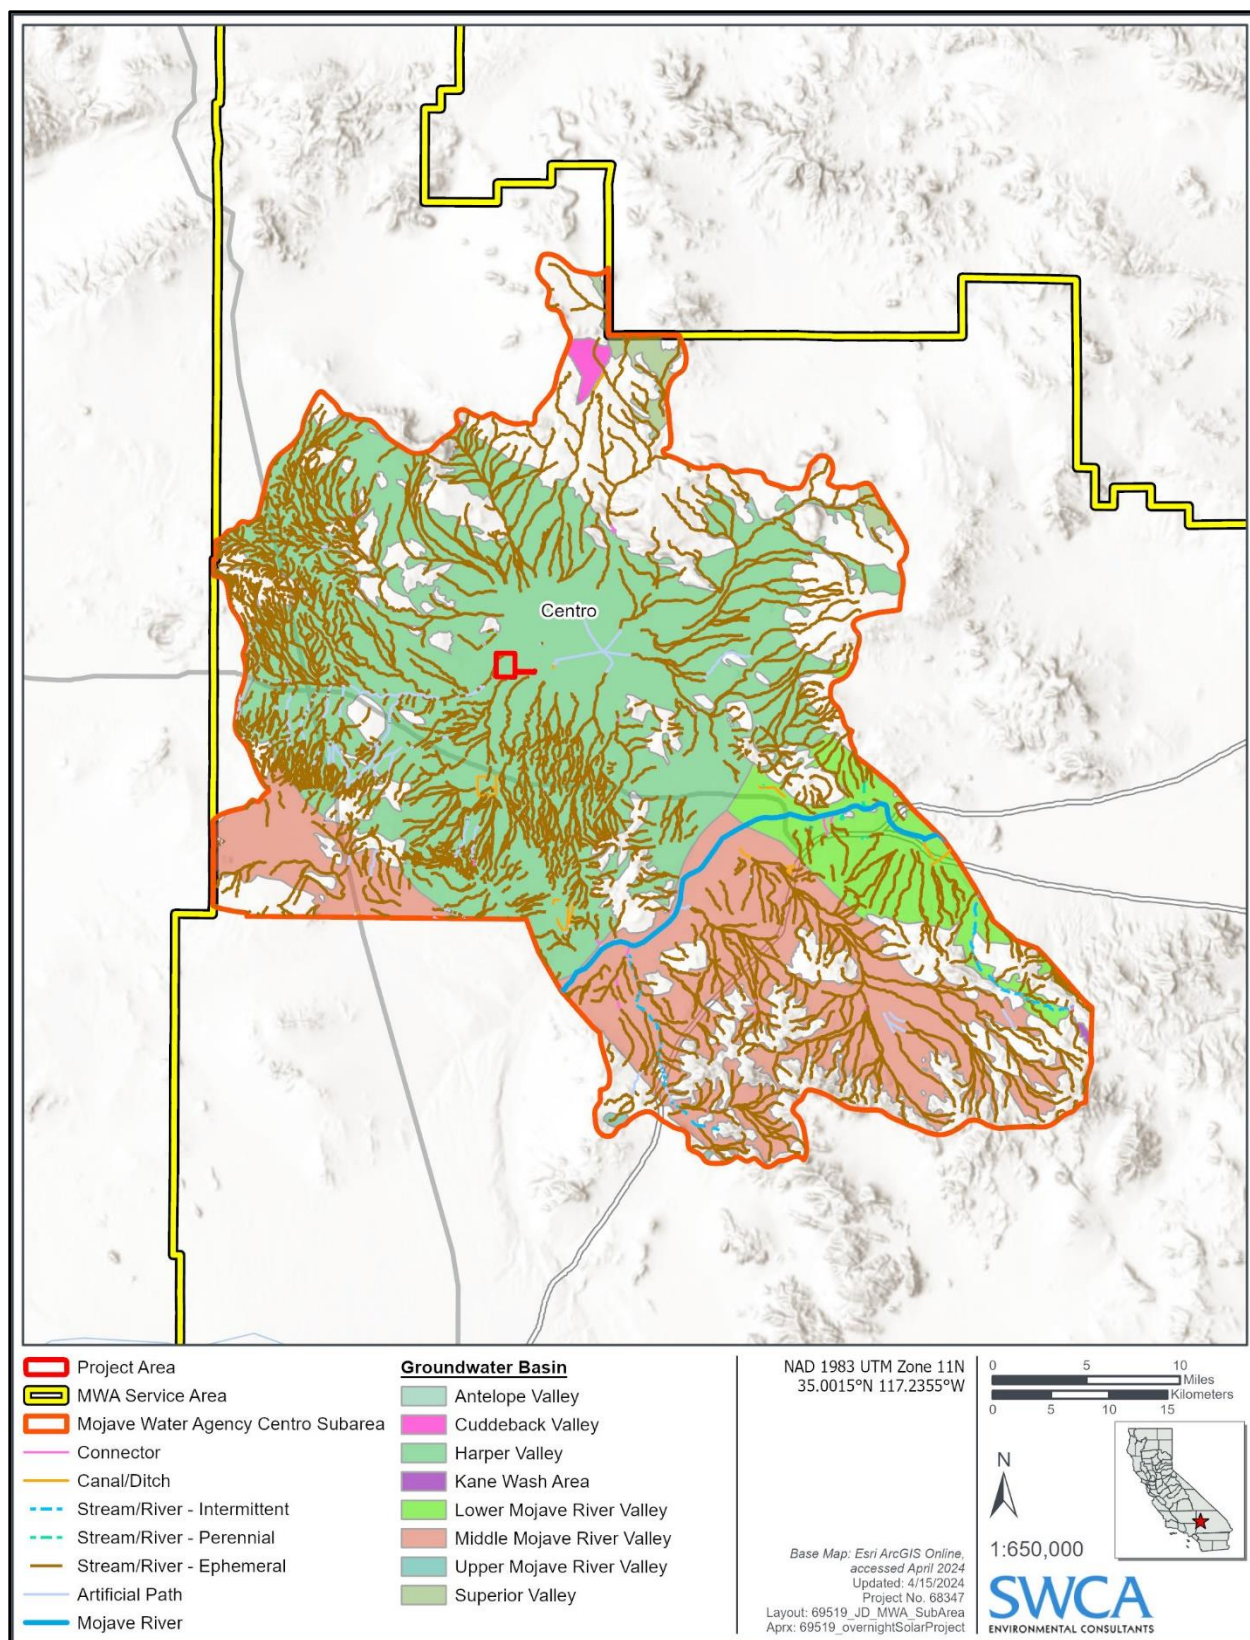 Centro
Project Area
MWA Service Area
Mojave Water Agency Centro Subarea
Connector
Canal/Ditch
Stream/River - Intermittent
Stream/River - Perennial
Stream/River - Ephemeral
Artificial Path
Mojave River
Groundwater Basin
Antelope Valley
Cuddeback Valley
Harper Valley
Kane Wash Area
Lower Mojave River Valley
Middle Mojave River Valley
Upper Mojave River Valley
Superior Valley
NAD 1983 UTM Zone 11N
35.0015°N 117.2355°W
Base Map: Esri ArcGIS Online,
accessed April 2024
Updated: 4/15/2024
Project No. 68347
Layout: 69519_JD_MWA_SubArea
Aprx: 69519_overnightSolarProject
0 5 10
Miles
Kilometers
0 5 10 15
N
1:650,000
SWCA
ENVIRONMENTAL CONSULTANTS